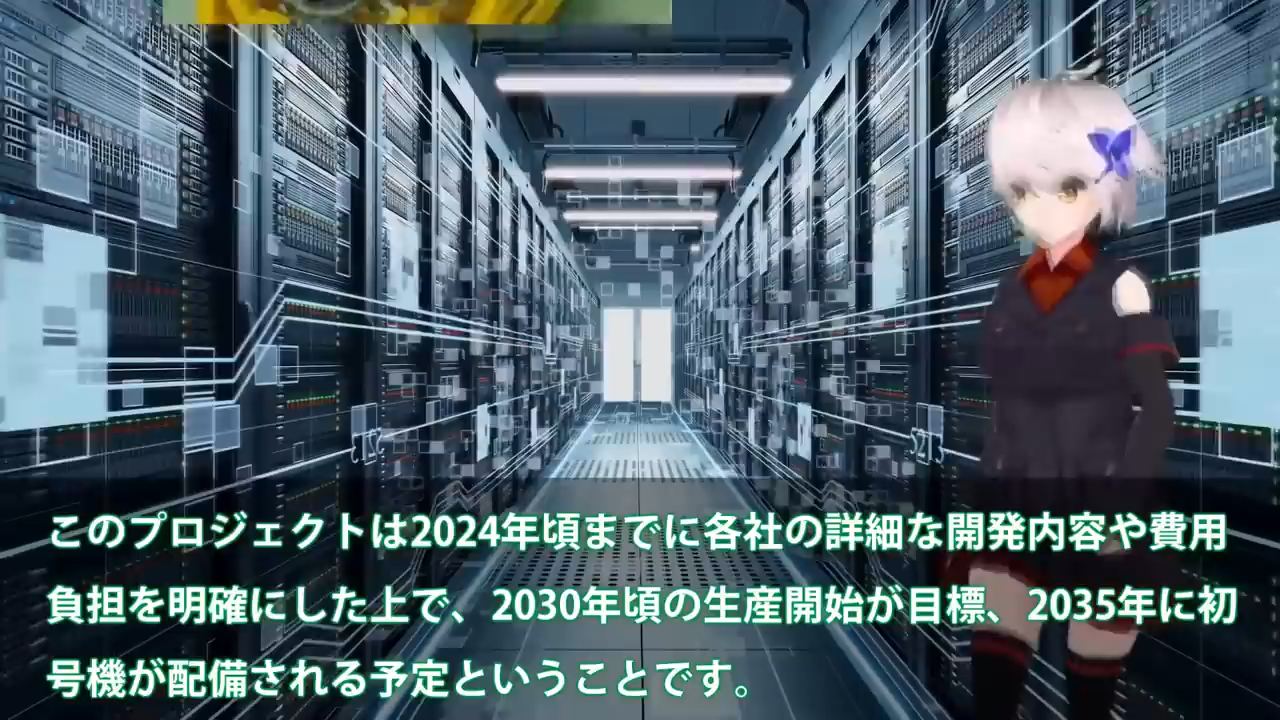 このプロジェクトは2024年頃までに各社の詳細な開発内容や費用
負担を明確にした上で、2030年頃の生産開始が目標、2035年に初
号機が配備される予定ということです。